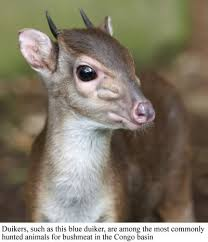 Duikers, such as this blue duiker, are among the most commonly
hunted animals for bushmeat in the Congo basin